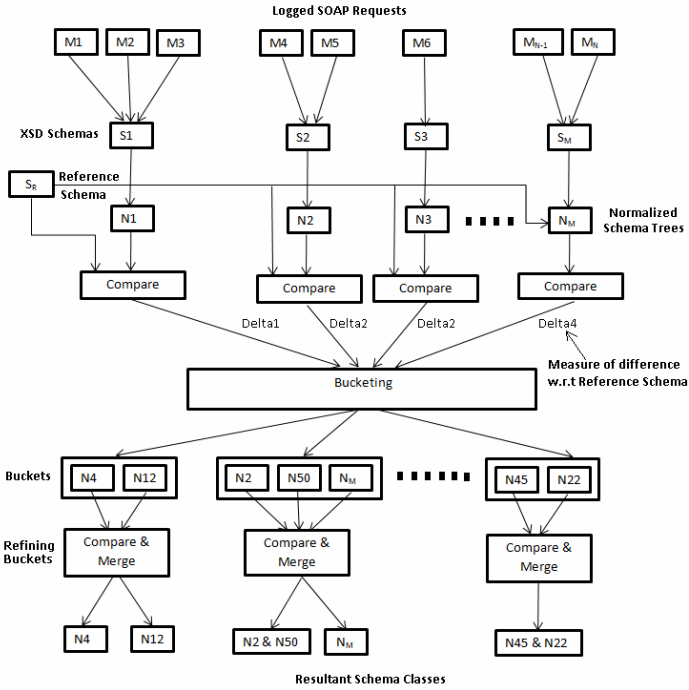 Logged SOAP Requests
M1 M2 M3 M4 M5 M6 MN-1 MN
XSD Schemas S1 S2 S3 SM
SR Reference
Schema
N1 N2 N3 NM Normalized
Schema Trees
Compare Compare Compare Compare
Delta1 Delta2 Delta2 Delta4
Measure of difference
w.r.t Reference Schema
Bucketing
Buckets N4 N12 N2 N50 NM N45 N22
Refining
Buckets
Compare &
Merge
Compare &
Merge
Compare &
Merge
N4 N12 N2 & N50 NM N45 & N22
Resultant Schema Classes